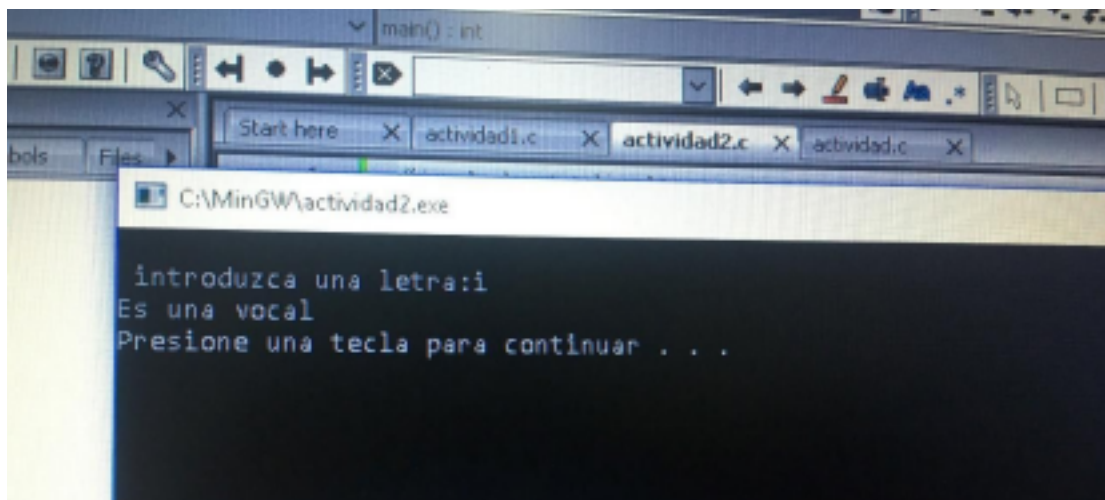 main() : int
Start here
actividad1.c
actividad2.c
actividad.c
bols
Files
C:\MinGW\actividad2.exe
introduzca una letra:i
Es una vocal
Presione una tecla para continuar . . .